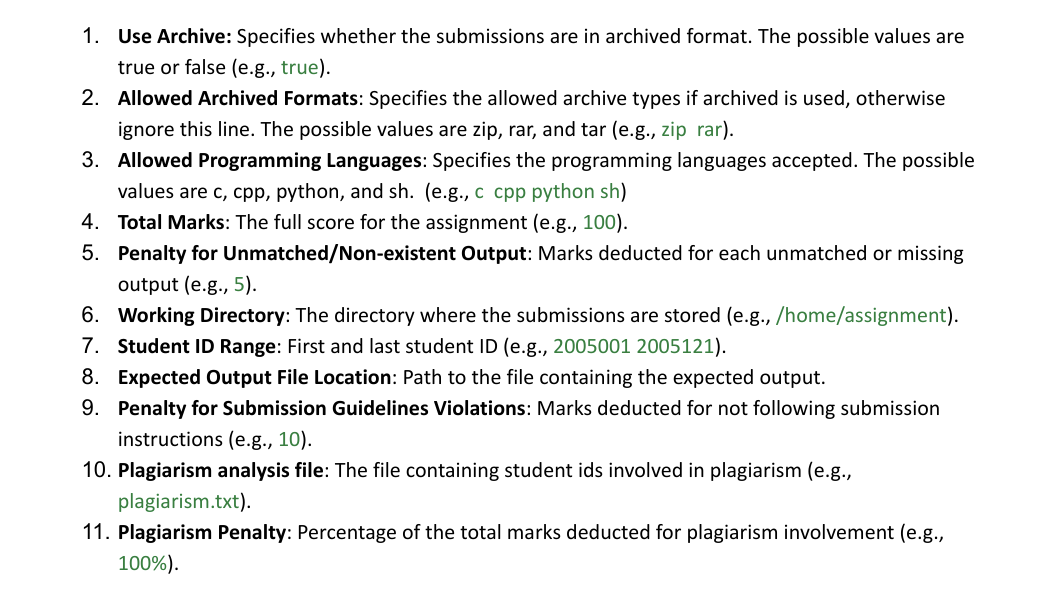 1. Use Archive: Specifies whether the submissions are in archived format. The possible values are
true or false (e.g., true).
2. Allowed Archived Formats: Specifies the allowed archive types if archived is used, otherwise
ignore this line. The possible values are zip, rar, and tar (e.g., zip  rar).
3. Allowed Programming Languages: Specifies the programming languages accepted. The possible
values are c, cpp, python, and sh.  (e.g., c  cpp python sh)
4. Total Marks: The full score for the assignment (e.g., 100).
5. Penalty for Unmatched/Non-existent Output: Marks deducted for each unmatched or missing
output (e.g., 5).
6. Working Directory: The directory where the submissions are stored (e.g., /home/assignment).
7. Student ID Range: First and last student ID (e.g., 2005001 2005121).
8. Expected Output File Location: Path to the file containing the expected output.
9. Penalty for Submission Guidelines Violations: Marks deducted for not following submission
instructions (e.g., 10).
10. Plagiarism analysis file: The file containing student ids involved in plagiarism (e.g.,
plagiarism.txt).
11. Plagiarism Penalty: Percentage of the total marks deducted for plagiarism involvement (e.g.,
100%).